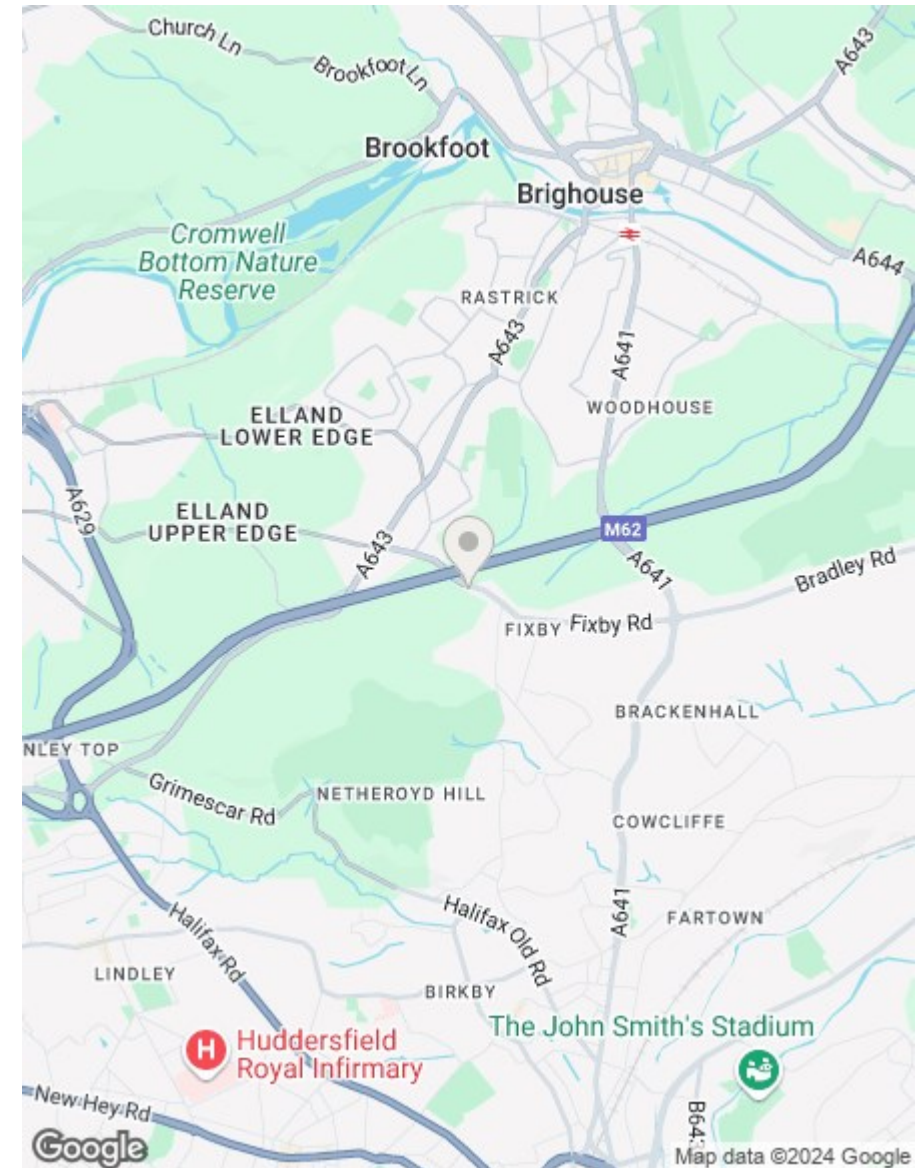 Church Ln
Brookfoot Ln
A643
Brookfoot
Brighouse
Cromwell
Bottom Nature
Reserve
A644
RASTRICK
A643
A641
WOODHOUSE
ELLAND
LOWER EDGE
A629
ELLAND
UPPER EDGE
A643
M62
A641
Bradley Rd
FIXBY
Fixby Rd
BRACKENHALL
NLEY TOP
Grimescar Rd
NETHEROYD HILL
COWCLIFFE
Halifax Old Rd
A641
FARTOWN
Halifax Rd
LINDLEY
BIRKBY
The John Smith's Stadium
H
Huddersfield
Royal Infirmary
New Hey Rd
B643
Google
Map data ©2024 Google